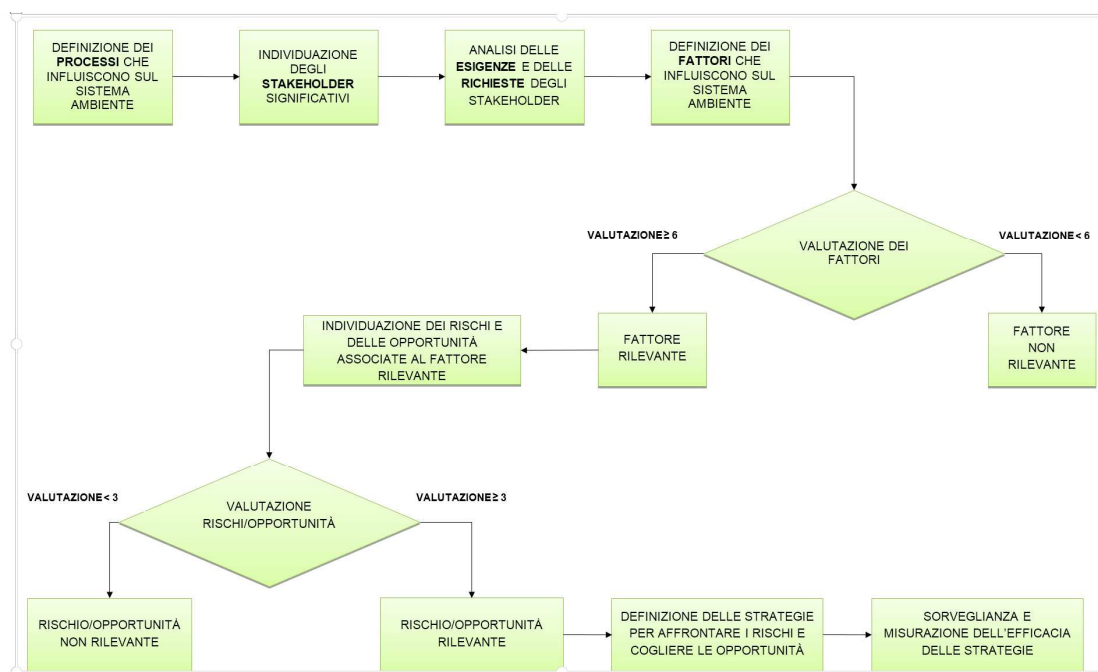 DEFINIZIONE DEI
PROCESSI CHE
INFLUISCONO SUL
SISTEMA
AMBIENTE
INDIVIDUAZIONE
DEGLI
STAKEHOLDER
SIGNIFICATIVI
ANALISI DELLE
ESIGENZE E DELLE
RICHIESTE DEGLI
STAKEHOLDER
DEFINIZIONE DEI
FATTORI CHE
INFLUISCONO SUL
SISTEMA
AMBIENTE
VALUTAZIONE≥ 6
VALUTAZIONE DEI
FATTORI
VALUTAZIONE< 6
INDIVIDUAZIONE DEI RISCHI E
DELLE OPPORTUNITÀ
ASSOCIATE AL FATTORE
RILEVANTE
FATTORE
RILEVANTE
FATTORE
NON
RILEVANTE
VALUTAZIONE< 3
VALUTAZIONE
RISCHI/OPPORTUNITÀ
VALUTAZIONE≥ 3
RISCHIO/OPPORTUNITÀ
NON RILEVANTE
RISCHIO/OPPORTUNITÀ
RILEVANTE
DEFINIZIONE DELLE STRATEGIE
PER AFFRONTARE I RISCHI E
COGLIERE LE OPPORTUNITÀ
SORVEGLIANZA E
MISURAZIONE DELL'EFFICACIA
DELLE STRATEGIE